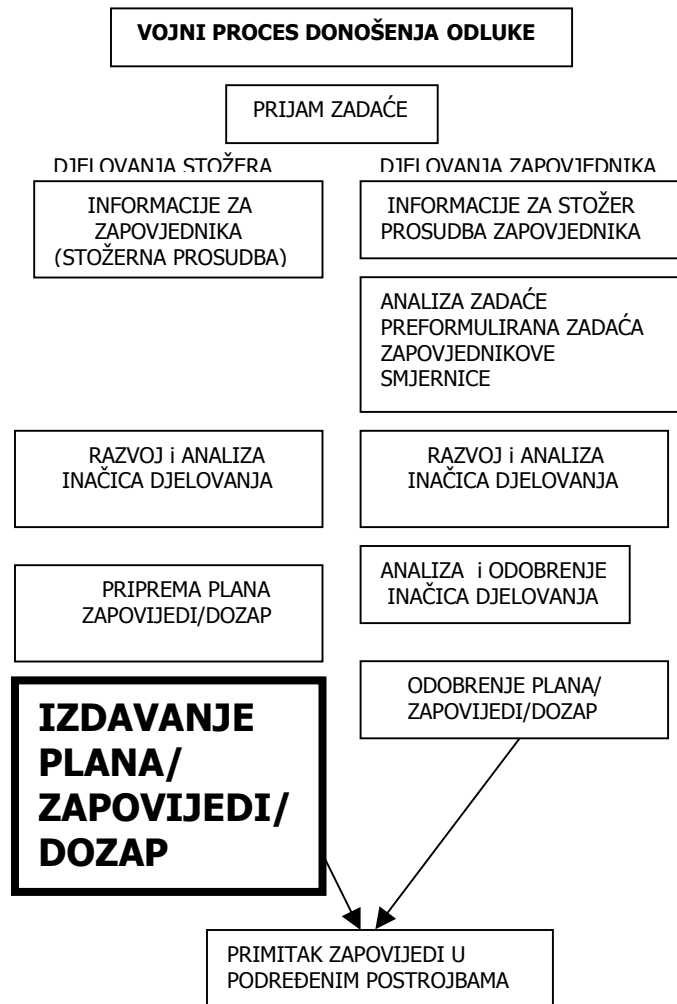 VOJNI PROCES DONOŠENJA ODLUKE
PRIJAM ZADAĆE
DJELOVANJA STOŽERA
DJELOVANJA ZAPOVJEDNIKA
INFORMACIJE ZA
ZAPOVJEDNIKA
(STOŽERNA PROSUDBA)
INFORMACIJE ZA STOŽER
PROSUDBA ZAPOVJEDNIKA
ANALIZA ZADAĆE
PREFORMULIRANA ZADAĆA
ZAPOVJEDNIKOVE
SMJERNICE
RAZVOJ i ANALIZA
INAČICA DJELOVANJA
RAZVOJ i ANALIZA
INAČICA DJELOVANJA
PRIPREMA PLANA
ZAPOVIJEDI/DOZAP
ANALIZA i ODOBRENJE
INAČICA DJELOVANJA
IZDAVANJE
PLANA/
ZAPOVIJEDI/
DOZAP
ODOBRENJE PLANA/
ZAPOVIJEDI/DOZAP
PRIMITAK ZAPOVIJEDI U
PODREĐENIM POSTROJBAMA